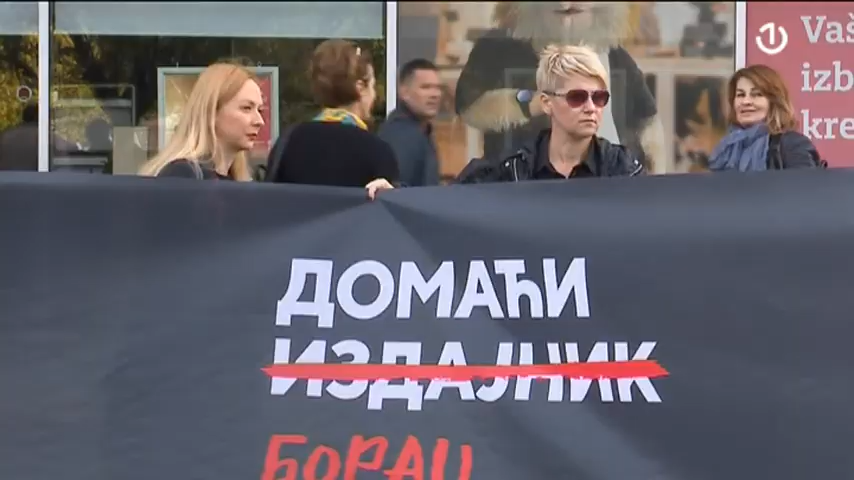 Vaš
izb
kre
ДОМАЋИ
ИЗДАЈНИК
БОРАЦ